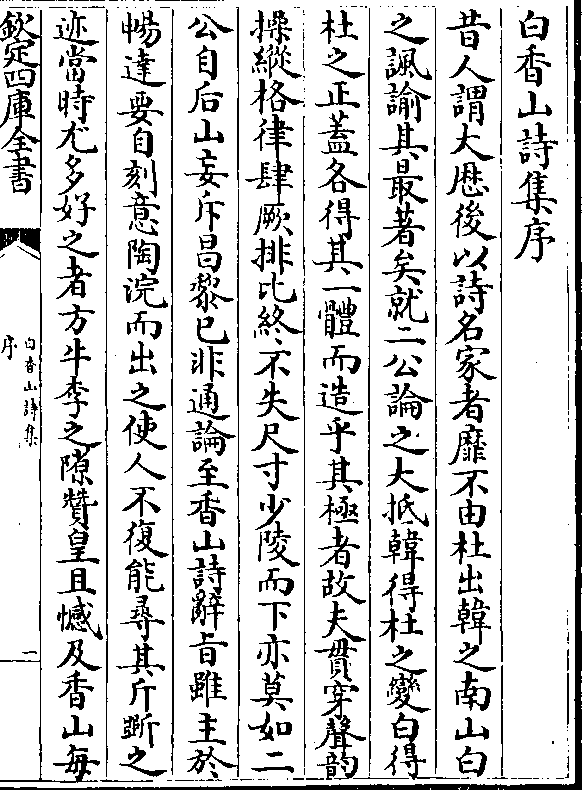 白香山詩集序
昔人謂大厯後以詩名家者靡不由杜出韓之南山白
之諷諭其最著矣就二公論之大抵韓得杜之變白得
杜之正蓋各得其一體而造乎其極者故夫貫穿聲韵
操縱格律肆厥排比終不失尺寸少陵而下亦莫如二
公自后山妄斥昌黎已非通論至香山詩辭旨雖主於
暢達要自刻意陶浣而出之使人不復能尋其斤斵之
迹當時尤多好之者方牛李之隙贊皇且憾及香山每
欽定四庫全書
白香山詩集
序
一